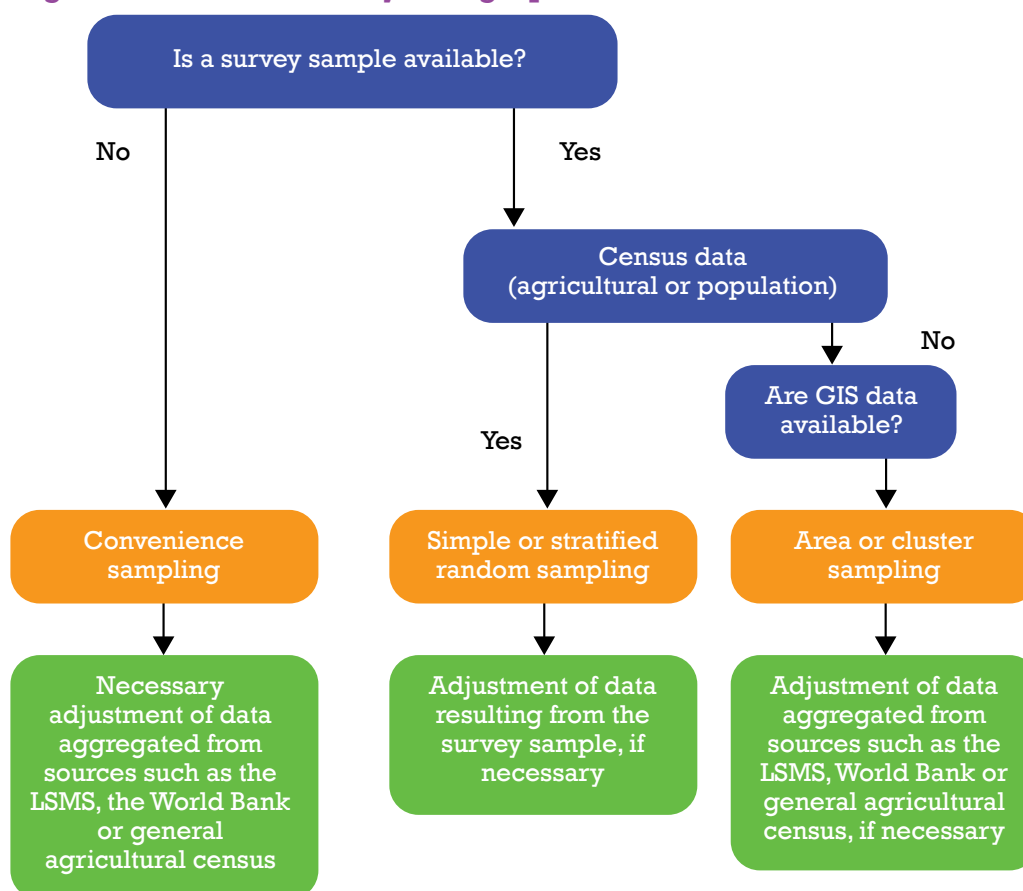 Is a survey sample available?
No
Yes
Census data
(agricultural or population)
No
Are GIS data
available?
Yes
Convenience
sampling
Simple or stratified
random sampling
Area or cluster
sampling
Necessary
adjustment of data
aggregated from
sources such as the
LSMS, the World Bank
or general
agricultural census
Adjustment of data
resulting from the
survey sample, if
necessary
Adjustment of data
aggregated from
sources such as the
LSMS, World Bank or
general agricultural
census, if necessary